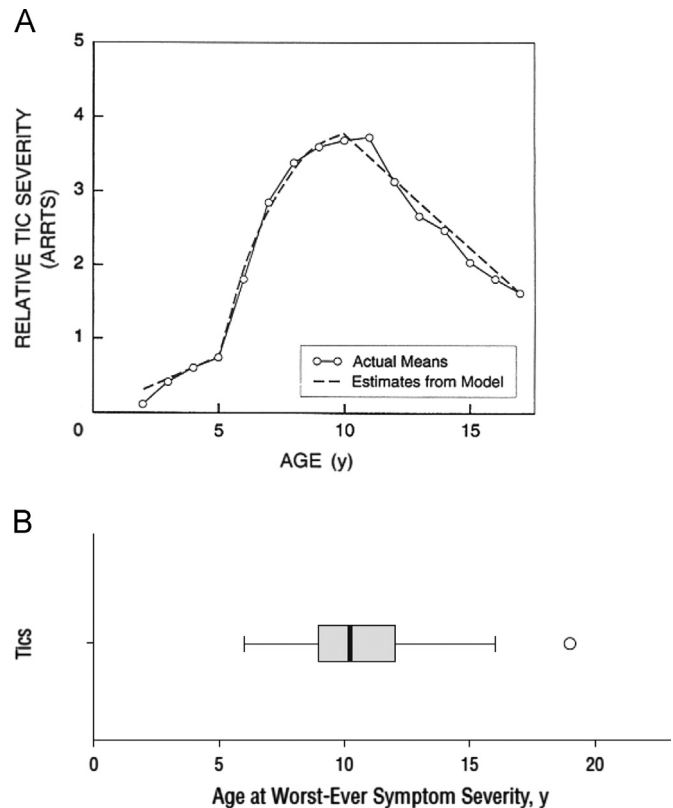 A
5
4
3
2
1
0
5
10
15
RELATIVE TIC SEVERITY
(ARRTS)
Actual Means
Estimates from Model
AGE (y)
B
Tics
0
5
10
15
20
Age at Worst-Ever Symptom Severity, y